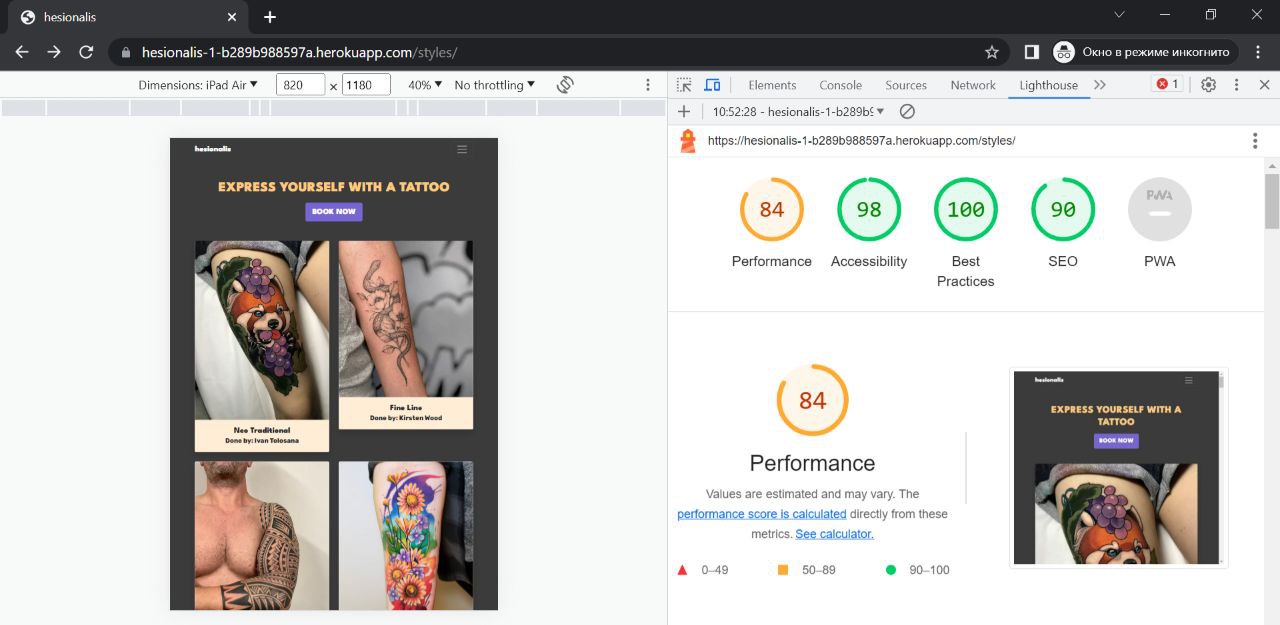 hesionalis
hesionalis-1-b289b988597a.herokuapp.com/styles/
Окно в режиме инкогнито
Dimensions: iPad Air 820 × 1180 40% No throttling
Elements Console Sources Network Lighthouse 1
10:52:28 - hesionalis-1-b289b
https://hesionalis-1-b289b988597a.herokuapp.com/styles/
hesionalis
EXPRESS YOURSELF WITH A TATTOO
BOOK NOW
Neo Traditional
Done by: Ivan Tolosana
Fine Line
Done by: Kirsten Wood
84 98 100 90 PWA
Performance Accessibility Best Practices SEO PWA
84
Performance
Values are estimated and may vary. The
performance score is calculated directly from these
metrics. See calculator.
0–49 50–89 90–100
hesionalis
EXPRESS YOURSELF WITH A
TATTOO
BOOK NOW